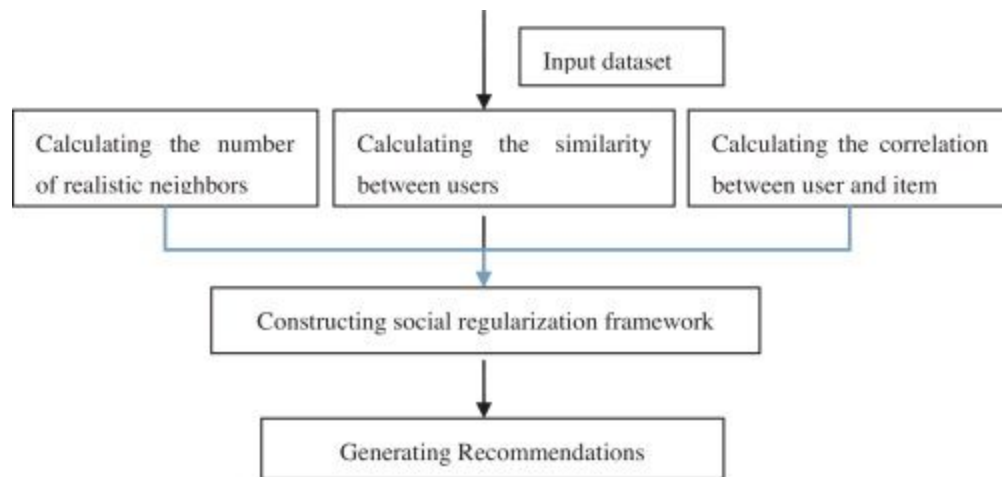 Input dataset
Calculating the number
of realistic neighbors
Calculating the similarity
between users
Calculating the correlation
between user and item
Constructing social regularization framework
Generating Recommendations